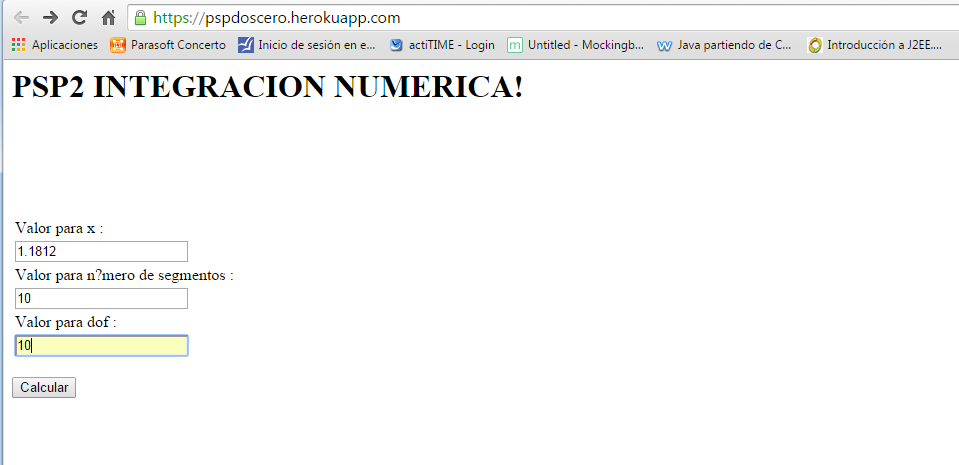 https://pspdoscero.herokuapp.com
Aplicaciones Parasoft Concerto Inicio de sesión en e... actiTIME - Login Untitled - Mockingb... Java partiendo de C... Introducción a J2EE....
PSP2 INTEGRACION NUMERICA!
Valor para x :
1.1812
Valor para n?mero de segmentos :
10
Valor para dof :
10
Calcular